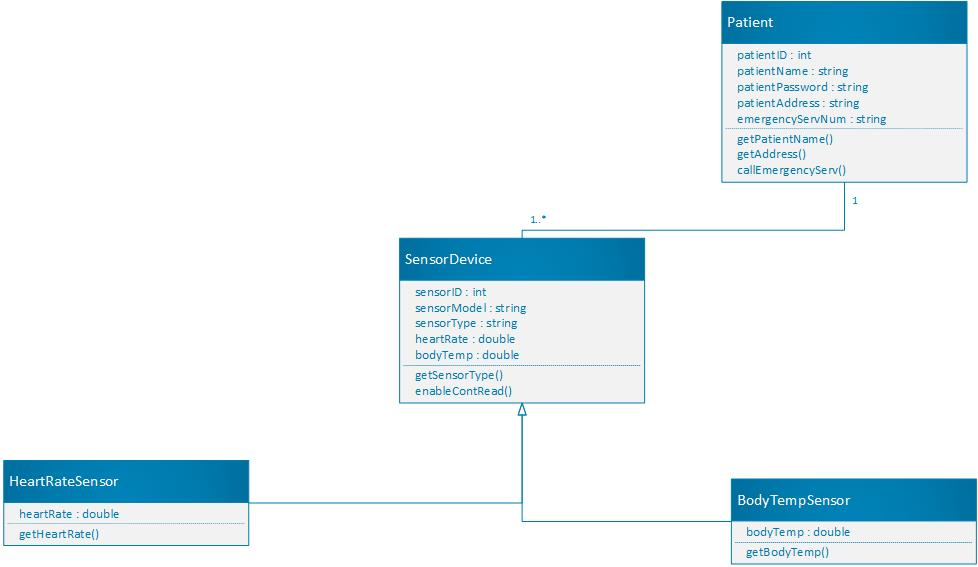 Patient
patientID : int
patientName : string
patientPassword : string
patientAddress : string
emergencyServNum : string
getPatientName()
getAddress()
callEmergencyServ()
1
1..*
SensorDevice
sensorID : int
sensorModel : string
sensorType : string
heartRate : double
bodyTemp : double
getSensorType()
enableContRead()
HeartRateSensor
heartRate : double
getHeartRate()
BodyTempSensor
bodyTemp : double
getBodyTemp()